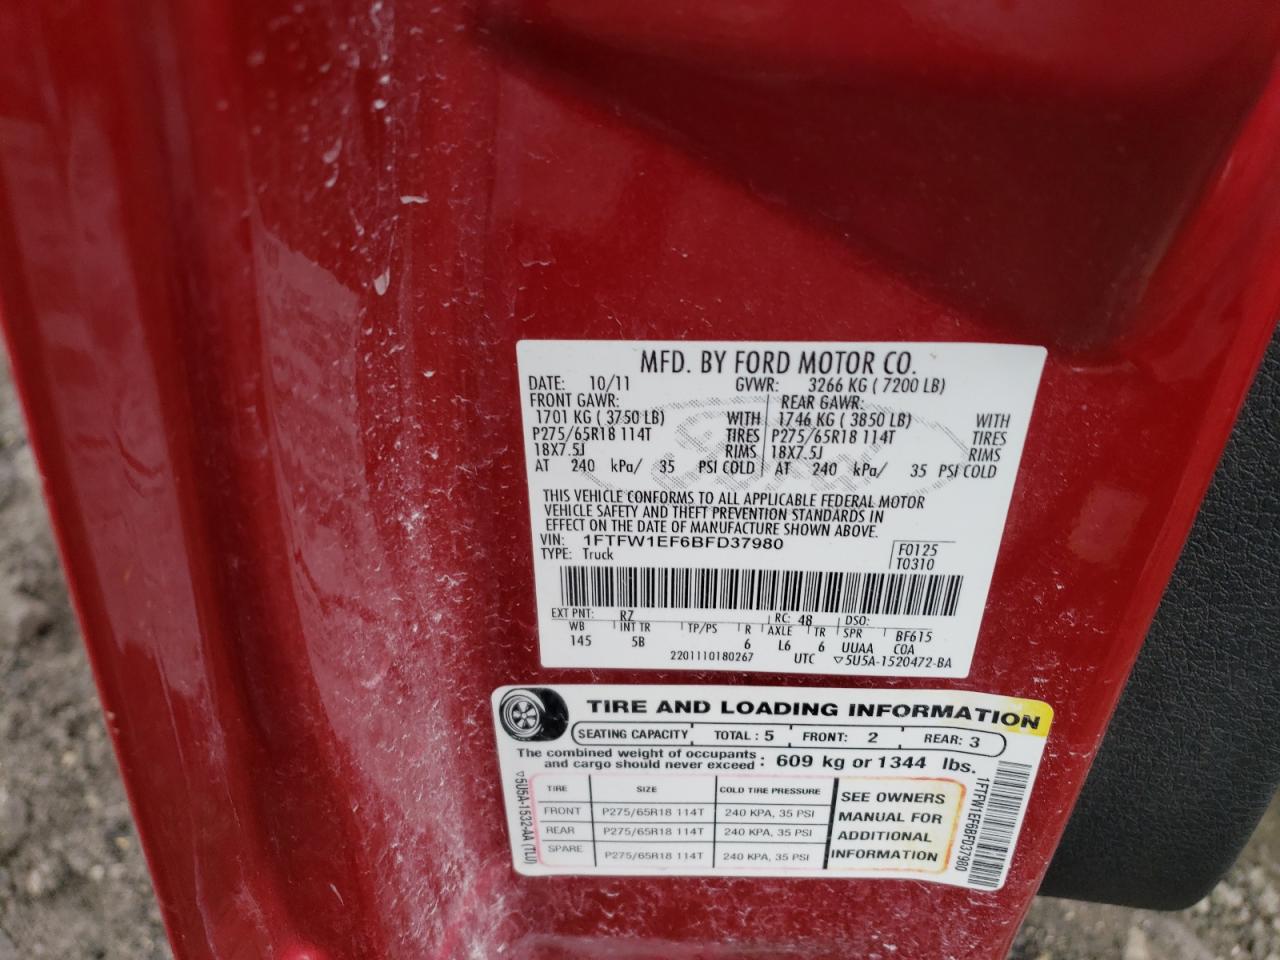 MFD. BY FORD MOTOR CO.
DATE: 10/11 GVWR: 3266 KG ( 7200 LB)
FRONT GAWR: REAR GAWR:
1701 KG ( 3750 LB) WITH 1746 KG ( 3850 LB) WITH
P275/65R18 114T TIRES P275/65R18 114T TIRES
18X7.5J RIMS 18X7.5J RIMS
AT 240 kPa/ 35 PSI COLD AT 240 kPa/ 35 PSI COLD
THIS VEHICLE CONFORMS TO ALL APPLICABLE FEDERAL MOTOR
VEHICLE SAFETY AND THEFT PREVENTION STANDARDS IN
EFFECT ON THE DATE OF MANUFACTURE SHOWN ABOVE.
VIN: 1FTFW1EF6BFD37980
TYPE: Truck
F0125
T0310
EXT PNT: RZ RC: 48 DSO:
WB INT TR TP/PS R AXLE TR SPR BF615
145 5B 6 L6 6 UUAA C0A
2201110180267 UTC ▽5U5A-1520472-BA
TIRE AND LOADING INFORMATION
SEATING CAPACITY TOTAL : 5 FRONT: 2 REAR: 3
The combined weight of occupants
and cargo should never exceed : 609 kg or 1344 lbs.
TIRE SIZE COLD TIRE PRESSURE
FRONT P275/65R18 114T 240 KPA, 35 PSI
REAR P275/65R18 114T 240 KPA, 35 PSI
SPARE P275/65R18 114T 240 KPA, 35 PSI
SEE OWNERS
MANUAL FOR
ADDITIONAL
INFORMATION
▽5U5A-1532-AA (TLU)
1FTFW1EF6BFD37980